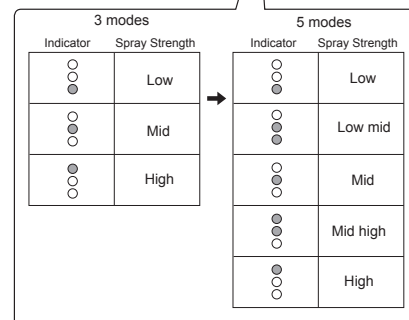 3 modes
Indicator Spray Strength
Low
Mid
High
5 modes
Indicator Spray Strength
Low
Low mid
Mid
Mid high
High